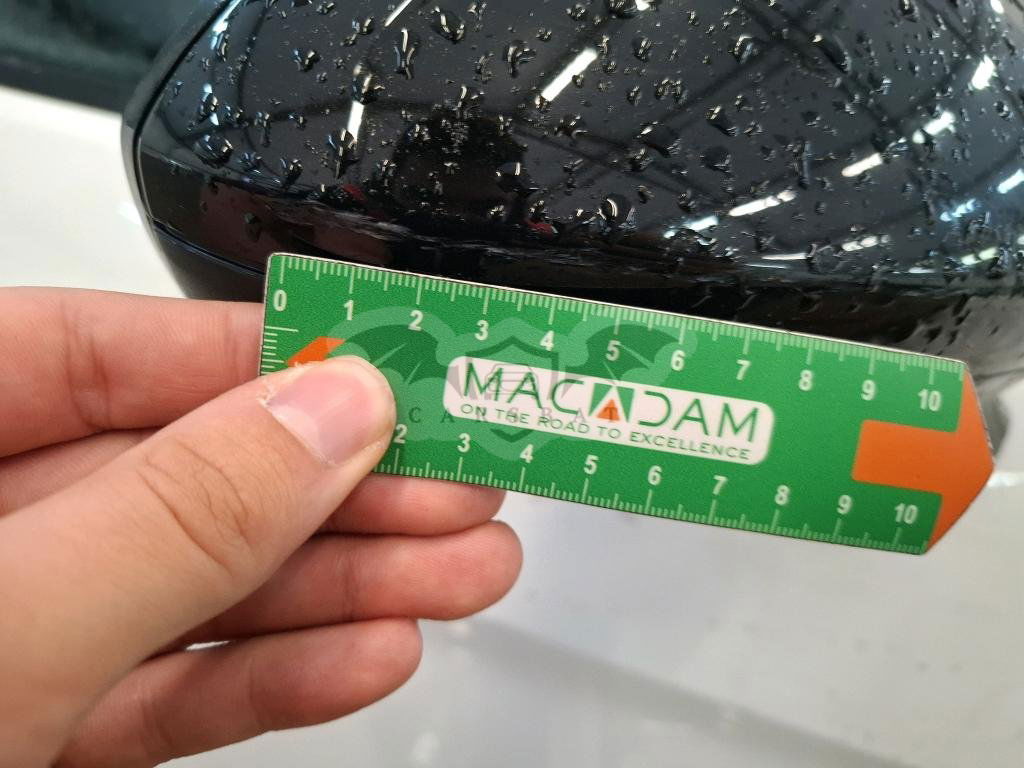 0 1 2 3 4 5 6 7 8 9 10
MACADAM
ON THE ROAD TO EXCELLENCE
2 3 4 5 6 7 8 9 10